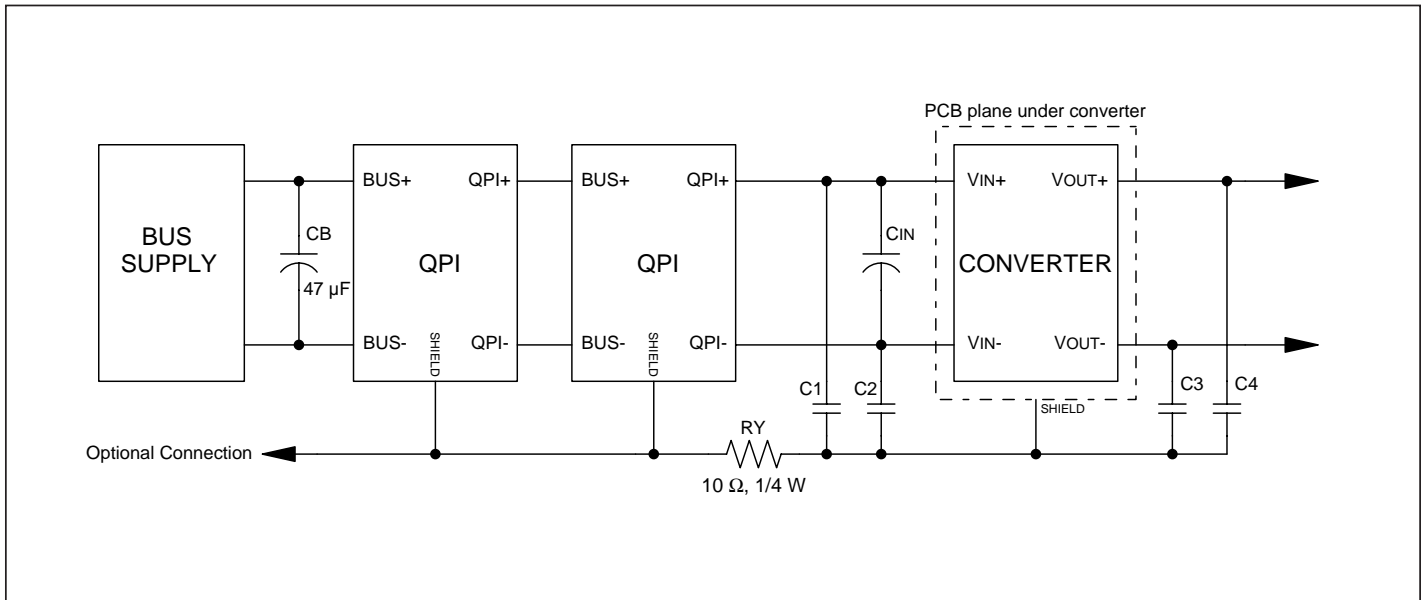 PCB plane under converter
BUS+ QPI+ BUS+ QPI+ VIN+ VOUT+
CB CIN
BUS
SUPPLY
QPI QPI CONVERTER
47 µF
BUS- QPI- BUS- QPI- VIN- VOUT-
SHIELD SHIELD
C1 C2 C3 C4
SHIELD
RY
Optional Connection
10 Ω, 1/4 W